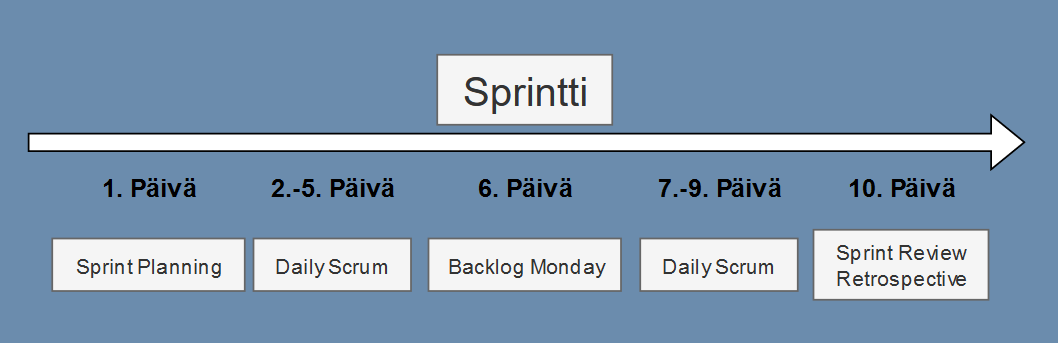 Sprintti
1. Päivä
2.-5. Päivä
6. Päivä
7.-9. Päivä
10. Päivä
Sprint Planning
Daily Scrum
Backlog Monday
Daily Scrum
Sprint Review
Retrospective